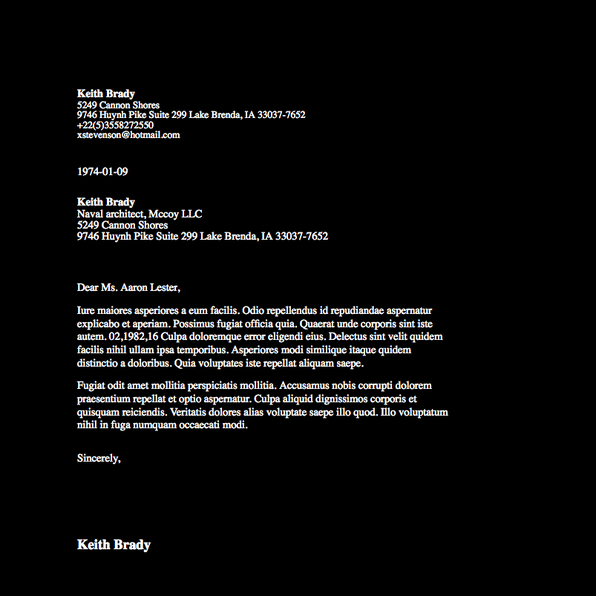 Keith Brady
5249 Cannon Shores
9746 Huynh Pike Suite 299 Lake Brenda, IA 33037-7652
+22(5)3558272550
xstevenson@hotmail.com
1974-01-09
Keith Brady
Naval architect, Mccoy LLC
5249 Cannon Shores
9746 Huynh Pike Suite 299 Lake Brenda, IA 33037-7652
Dear Ms. Aaron Lester,
Iure maiores asperiores a eum facilis. Odio repellendus id repudiandae aspernatur
explicabo et aperiam. Possimus fugiat officia quia. Quaerat unde corporis sint iste
autem. 02,1982,16 Culpa doloremque error eligendi eius. Delectus sint velit quidem
facilis nihil ullam ipsa temporibus. Asperiores modi similique itaque quidem
distinctio a doloribus. Quia voluptates iste repellat aliquam saepe.
Fugiat odit amet mollitia perspiciatis mollitia. Accusamus nobis corrupti dolorem
praesentium repellat et optio aspernatur. Culpa aliquid dignissimos corporis et
quisquam reiciendis. Veritatis dolores alias voluptate saepe illo quod. Illo voluptatum
nihil in fuga numquam occaecati modi.
Sincerely,
Keith Brady